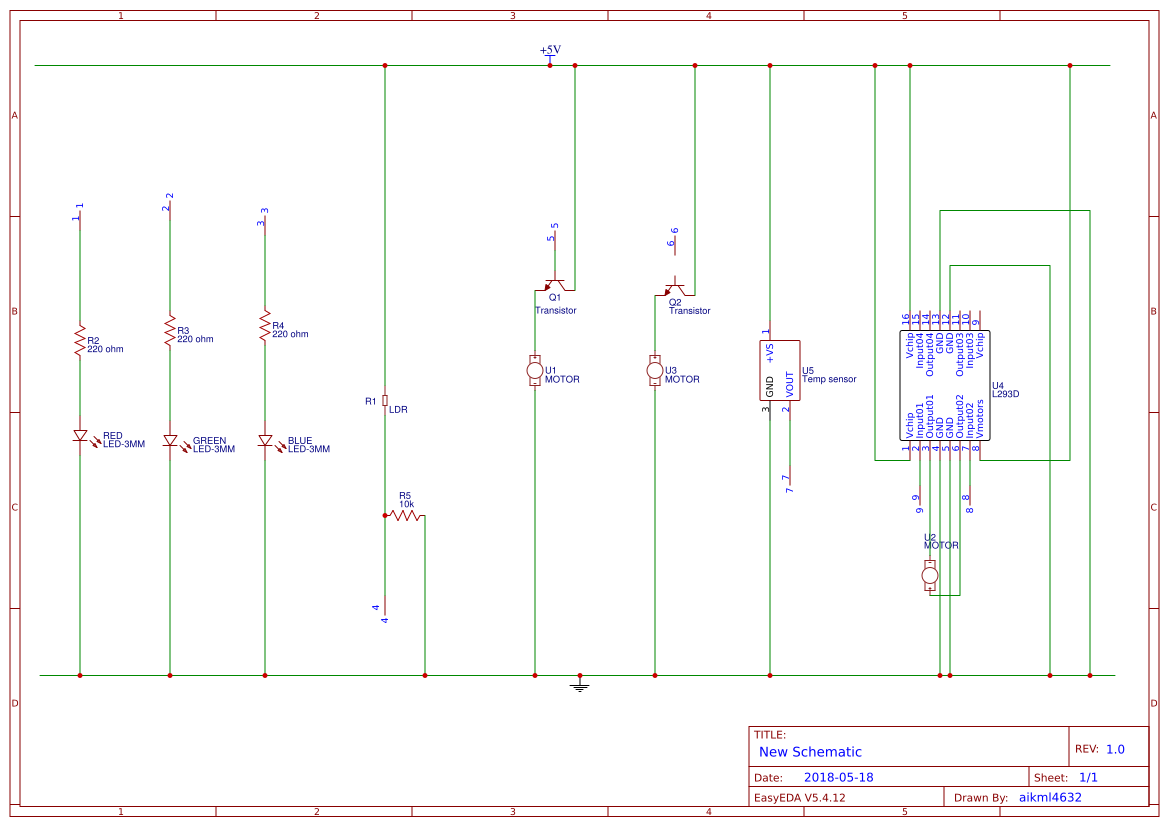 1 2 3 4 5
+5V
A A
1 1
2 2
3 3
5 5
6 6
B B
Q1
Transistor
Q2
Transistor
R2
220 ohm
R3
220 ohm
R4
220 ohm
U1
MOTOR
U3
MOTOR
1
+VS
GND
VOUT
3
2
U5
Temp sensor
7
7
16 15 14 13 12 11 10 9
Vchip Input04 Output04 GND GND Output03 Input03 Vchip
Vchip Input01 Output01 GND GND Output02 Input02 Vmotors
1 2 3 4 5 6 7 8
U4
L293D
R1
LDR
RED
LED-3MM
GREEN
LED-3MM
BLUE
LED-3MM
R5
10k
C C
9
9
8
8
U2
MOTOR
4
4
D D
TITLE:
New Schematic
REV: 1.0
Date: 2018-05-18
Sheet: 1/1
EasyEDA V5.4.12
Drawn By: aikml4632
1 2 3 4 5